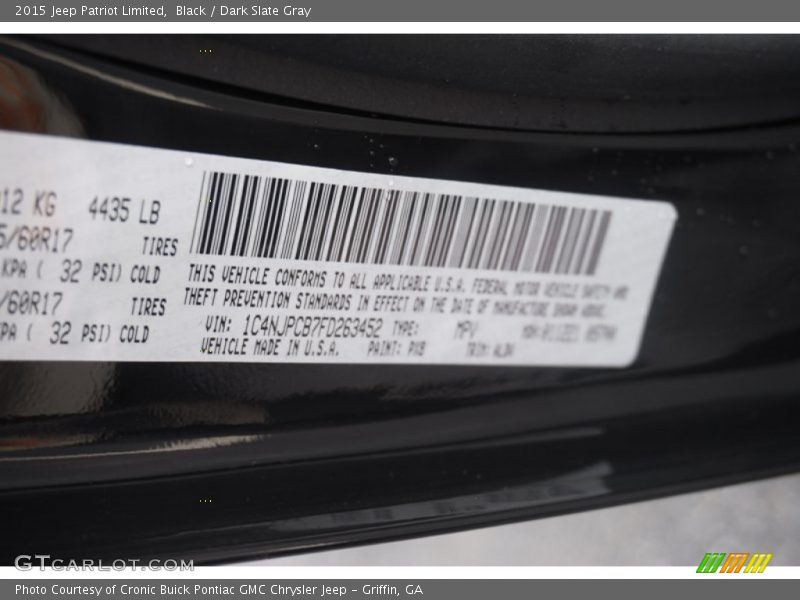 2015 Jeep Patriot Limited, Black / Dark Slate Gray
12 KG 4435 LB
5/60R17 TIRES
KPA ( 32 PSI) COLD
/60R17 TIRES
KPA ( 32 PSI) COLD
THIS VEHICLE CONFORMS TO ALL APPLICABLE U.S.A. FEDERAL MOTOR VEHICLE SAFETY AND
THEFT PREVENTION STANDARDS IN EFFECT ON THE DATE OF MANUFACTURE SHOWN ABOVE.
VIN: 1C4NJPCB7FD263452 TYPE: MPV
VEHICLE MADE IN U.S.A. PAINT: PX8 TRIM:
GTCARLOT.COM
Photo Courtesy of Cronic Buick Pontiac GMC Chrysler Jeep - Griffin, GA